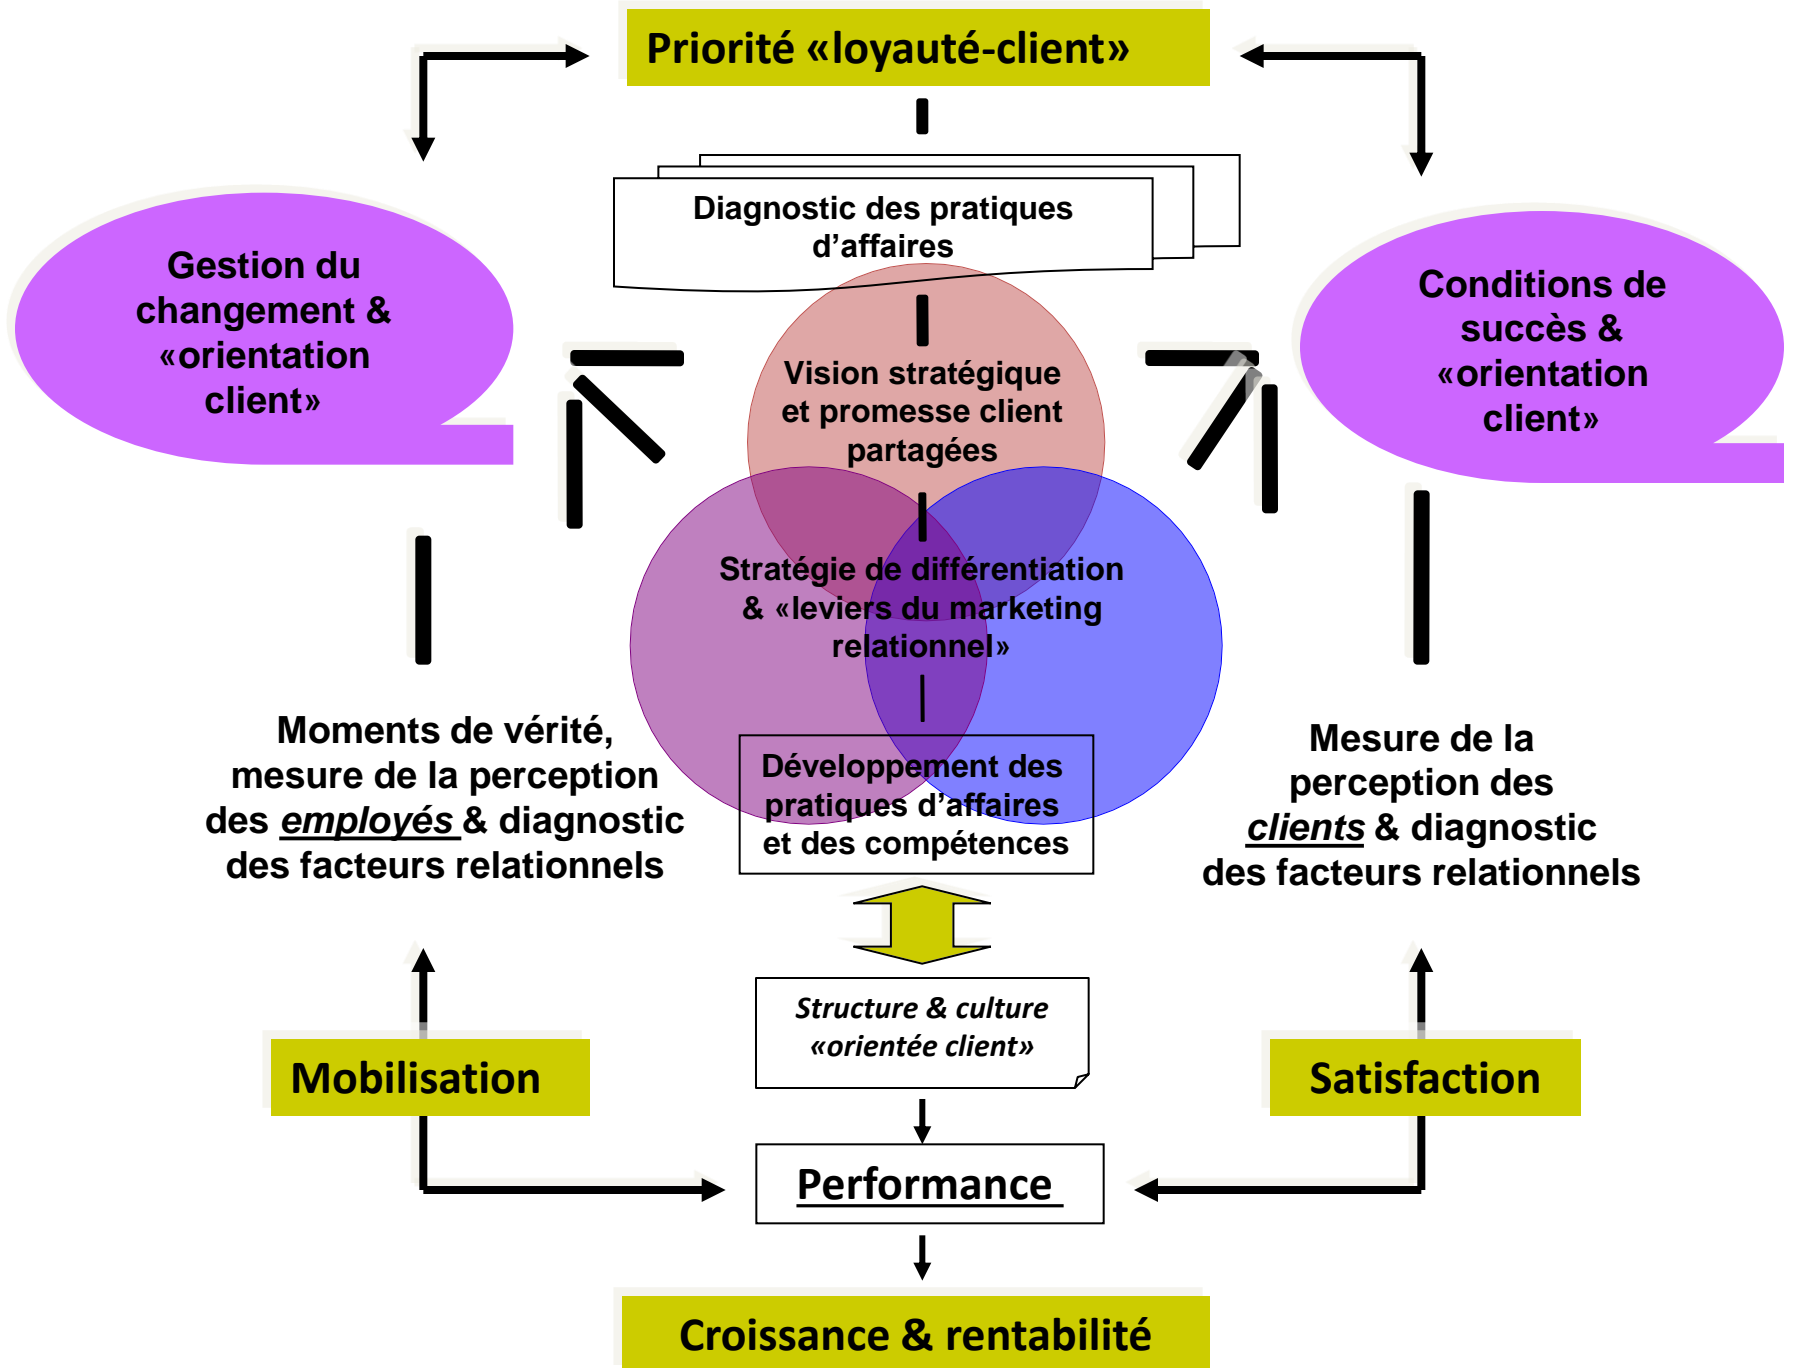 Priorité «loyauté-client»
Diagnostic des pratiques
d’affaires
Gestion du
changement &
«orientation
client»
Conditions de
succès &
«orientation
client»
Vision stratégique
et promesse client
partagées
Stratégie de différentiation
& «leviers du marketing
relationnel»
Moments de vérité,
mesure de la perception
des employés & diagnostic
des facteurs relationnels
Développement des
pratiques d’affaires
et des compétences
Mesure de la
perception des
clients & diagnostic
des facteurs relationnels
Structure & culture
«orientée client»
Mobilisation
Satisfaction
Performance
Croissance & rentabilité